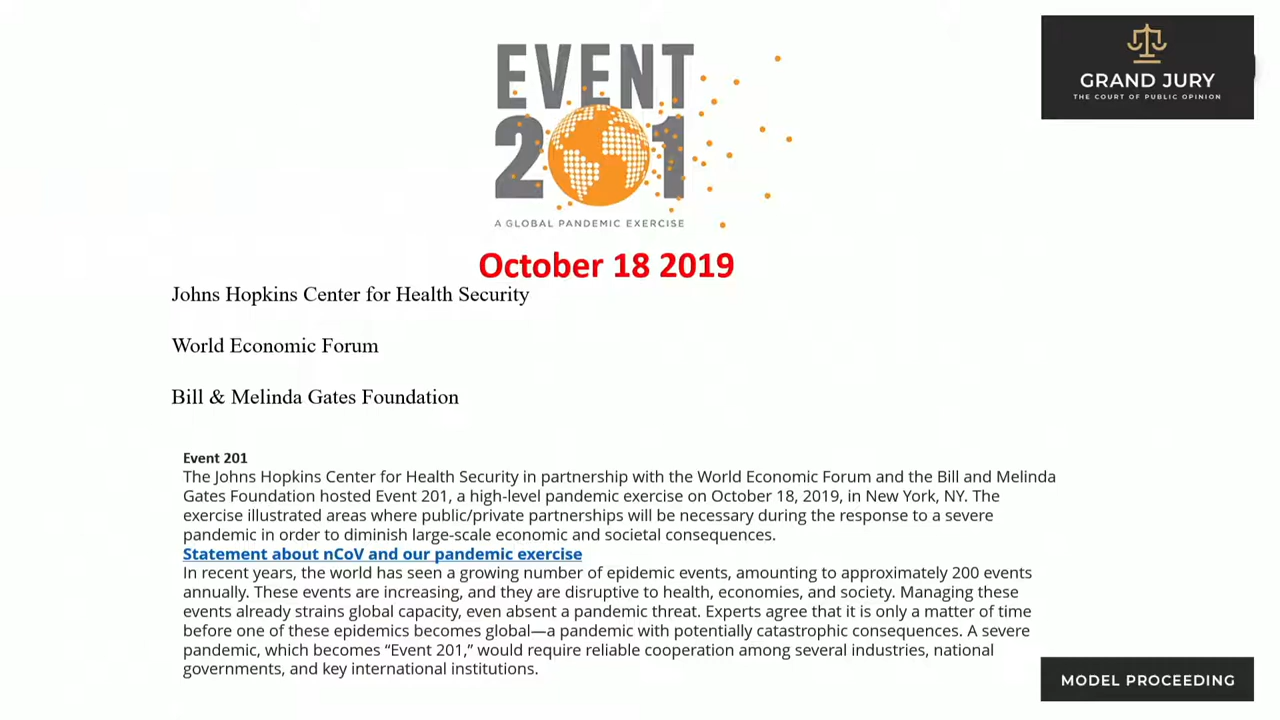 EVENT
201
A GLOBAL PANDEMIC EXERCISE
GRAND JURY
THE COURT OF PUBLIC OPINION
October 18 2019
Johns Hopkins Center for Health Security
World Economic Forum
Bill & Melinda Gates Foundation
Event 201
The Johns Hopkins Center for Health Security in partnership with the World Economic Forum and the Bill and Melinda
Gates Foundation hosted Event 201, a high-level pandemic exercise on October 18, 2019, in New York, NY. The
exercise illustrated areas where public/private partnerships will be necessary during the response to a severe
pandemic in order to diminish large-scale economic and societal consequences.
Statement about nCoV and our pandemic exercise
In recent years, the world has seen a growing number of epidemic events, amounting to approximately 200 events
annually. These events are increasing, and they are disruptive to health, economies, and society. Managing these
events already strains global capacity, even absent a pandemic threat. Experts agree that it is only a matter of time
before one of these epidemics becomes global—a pandemic with potentially catastrophic consequences. A severe
pandemic, which becomes “Event 201,” would require reliable cooperation among several industries, national
governments, and key international institutions.
MODEL PROCEEDING